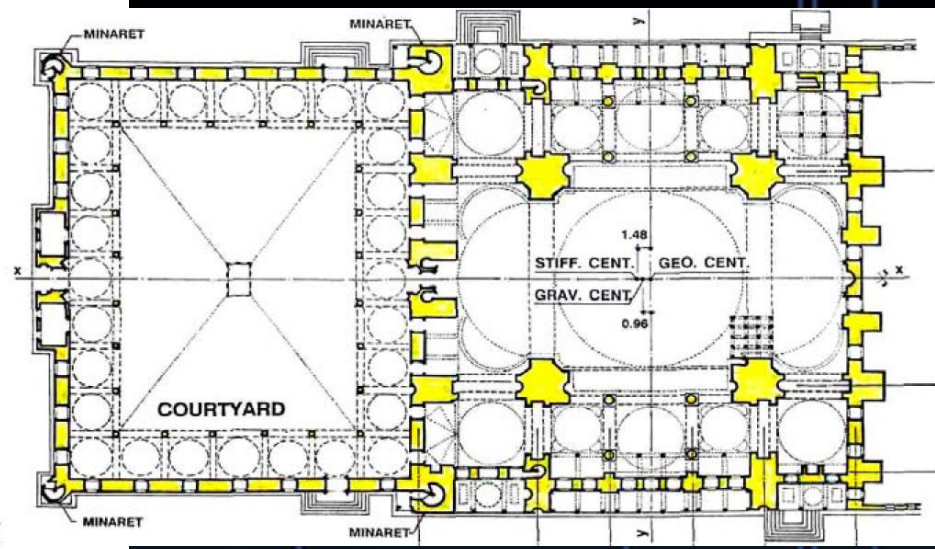 MINARET
MINARET
y
1.48
STIFF. CENT.
GEO. CENT.
x
x
GRAV. CENT.
0.96
COURTYARD
MINARET
MINARET
y